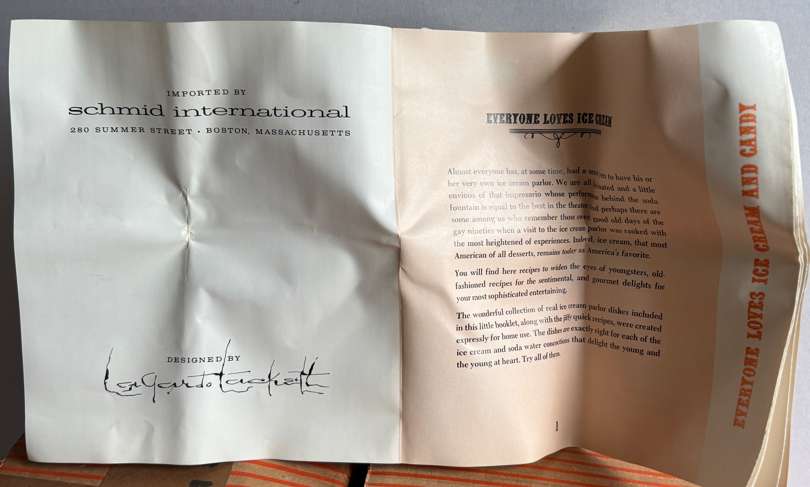 IMPORTED BY
schmid international
280 SUMMER STREET • BOSTON, MASSACHUSETTS
DESIGNED BY
LaGardo Tackett
EVERYONE LOVES ICE CREAM
Almost everyone has, at some time, had a yen to have his or
her very own ice cream parlor. We are all fascinated and a little
envious of that impresario whose performance behind the soda
fountain is equal to the best in the theatre and perhaps there are
some among us who remember those ever good old days of the
gay nineties when a visit to the ice cream parlor was ranked with
the most heightened of experiences. Indeed, ice cream, that most
American of all desserts, remains today as America's favorite.
You will find here recipes to widen the eyes of youngsters, old-
fashioned recipes for the sentimental, and gourmet delights for
your most sophisticated entertaining.
The wonderful collection of real ice cream parlor dishes included
in this little booklet, along with the jiffy quick recipes, were created
expressly for home use. The dishes are exactly right for each of the
ice cream and soda water concoctions that delight the young and
the young at heart. Try all of them.
1
EVERYONE LOVES ICE CREAM AND CANDY